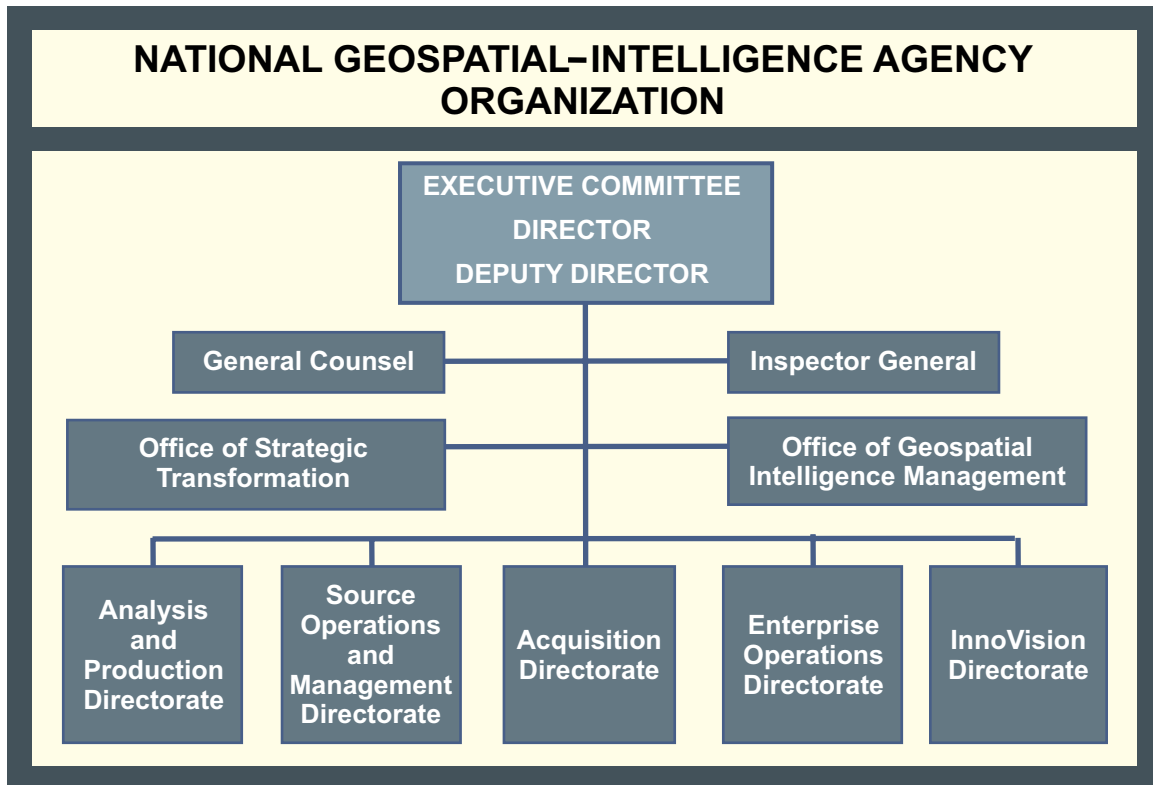 NATIONAL GEOSPATIAL–INTELLIGENCE AGENCY
ORGANIZATION
EXECUTIVE COMMITTEE
DIRECTOR
DEPUTY DIRECTOR
General Counsel
Inspector General
Office of Strategic
Transformation
Office of Geospatial
Intelligence Management
Analysis
and
Production
Directorate
Source
Operations
and
Management
Directorate
Acquisition
Directorate
Enterprise
Operations
Directorate
InnoVision
Directorate